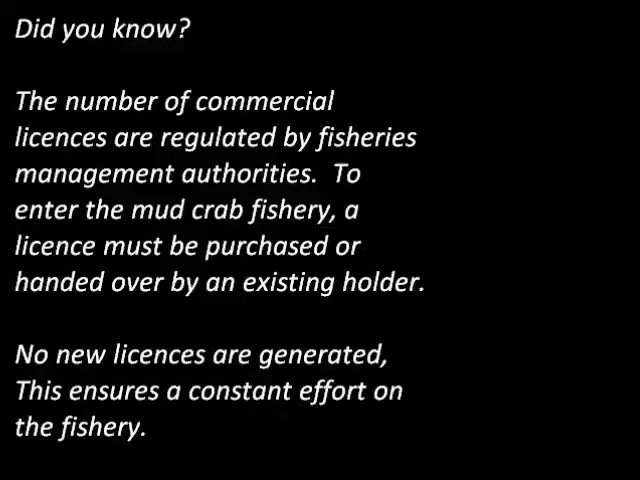 Did you know?
The number of commercial
licences are regulated by fisheries
management authorities.  To
enter the mud crab fishery, a
licence must be purchased or
handed over by an existing holder.
No new licences are generated,
This ensures a constant effort on
the fishery.